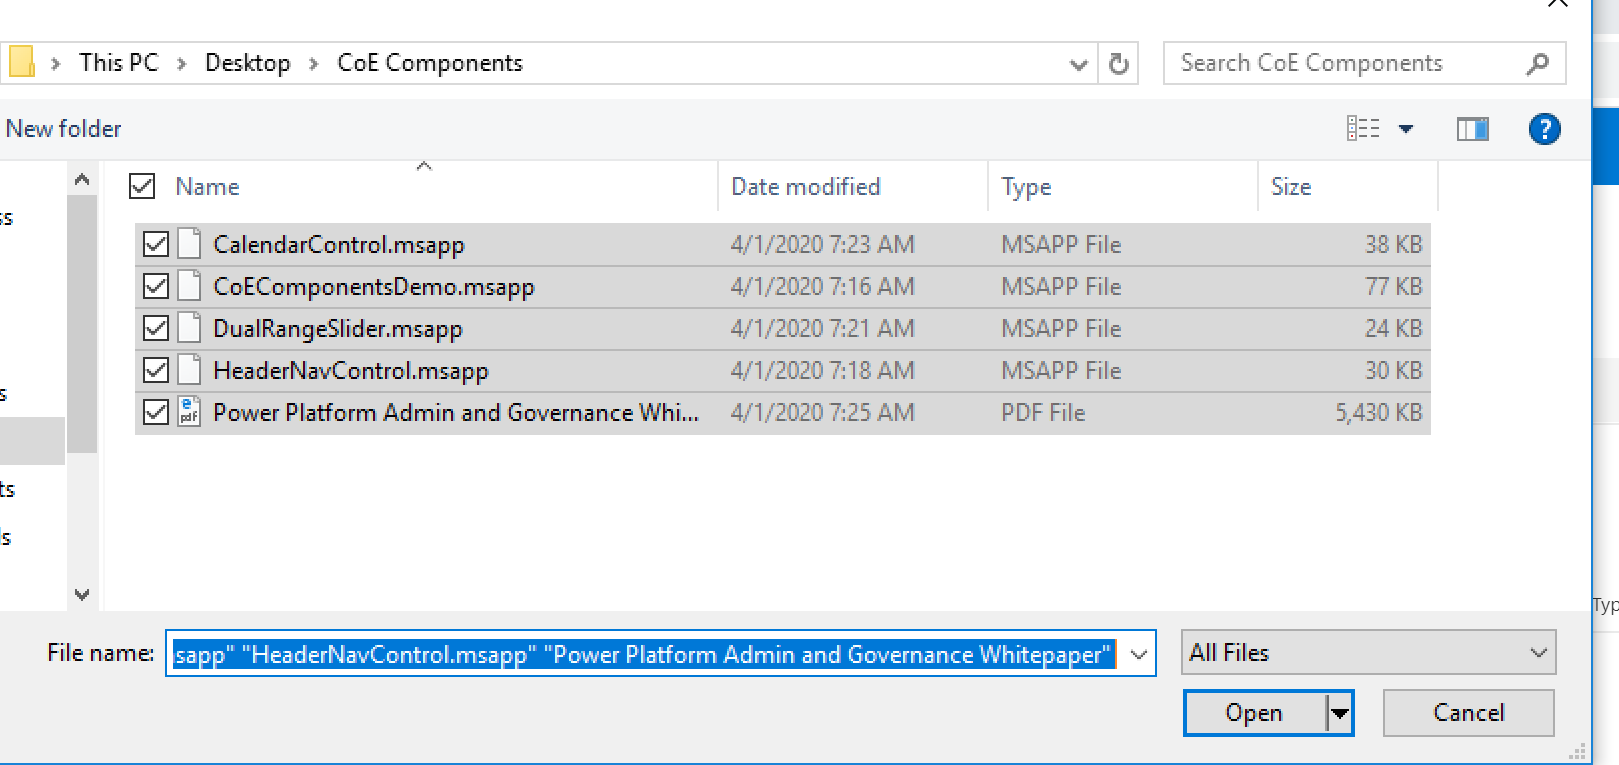 This PC > Desktop > CoE Components
Search CoE Components
New folder
?
Name
Date modified
Type
Size
CalendarControl.msapp 4/1/2020 7:23 AM MSAPP File 38 KB
CoEComponentsDemo.msapp 4/1/2020 7:16 AM MSAPP File 77 KB
DualRangeSlider.msapp 4/1/2020 7:21 AM MSAPP File 24 KB
HeaderNavControl.msapp 4/1/2020 7:18 AM MSAPP File 30 KB
Power Platform Admin and Governance Whi... 4/1/2020 7:25 AM PDF File 5,430 KB
ss
s
ts
ls
Typ
File name: sapp" "HeaderNavControl.msapp" "Power Platform Admin and Governance Whitepaper"
All Files
Open
Cancel